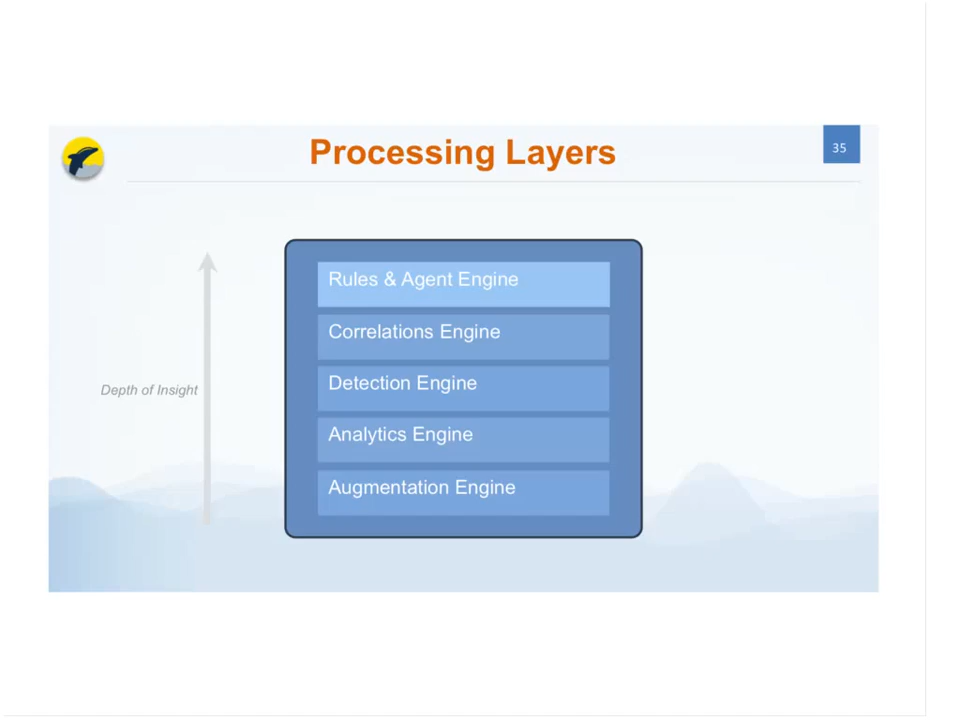 Processing Layers
35
Rules & Agent Engine
Correlations Engine
Depth of Insight
Detection Engine
Analytics Engine
Augmentation Engine